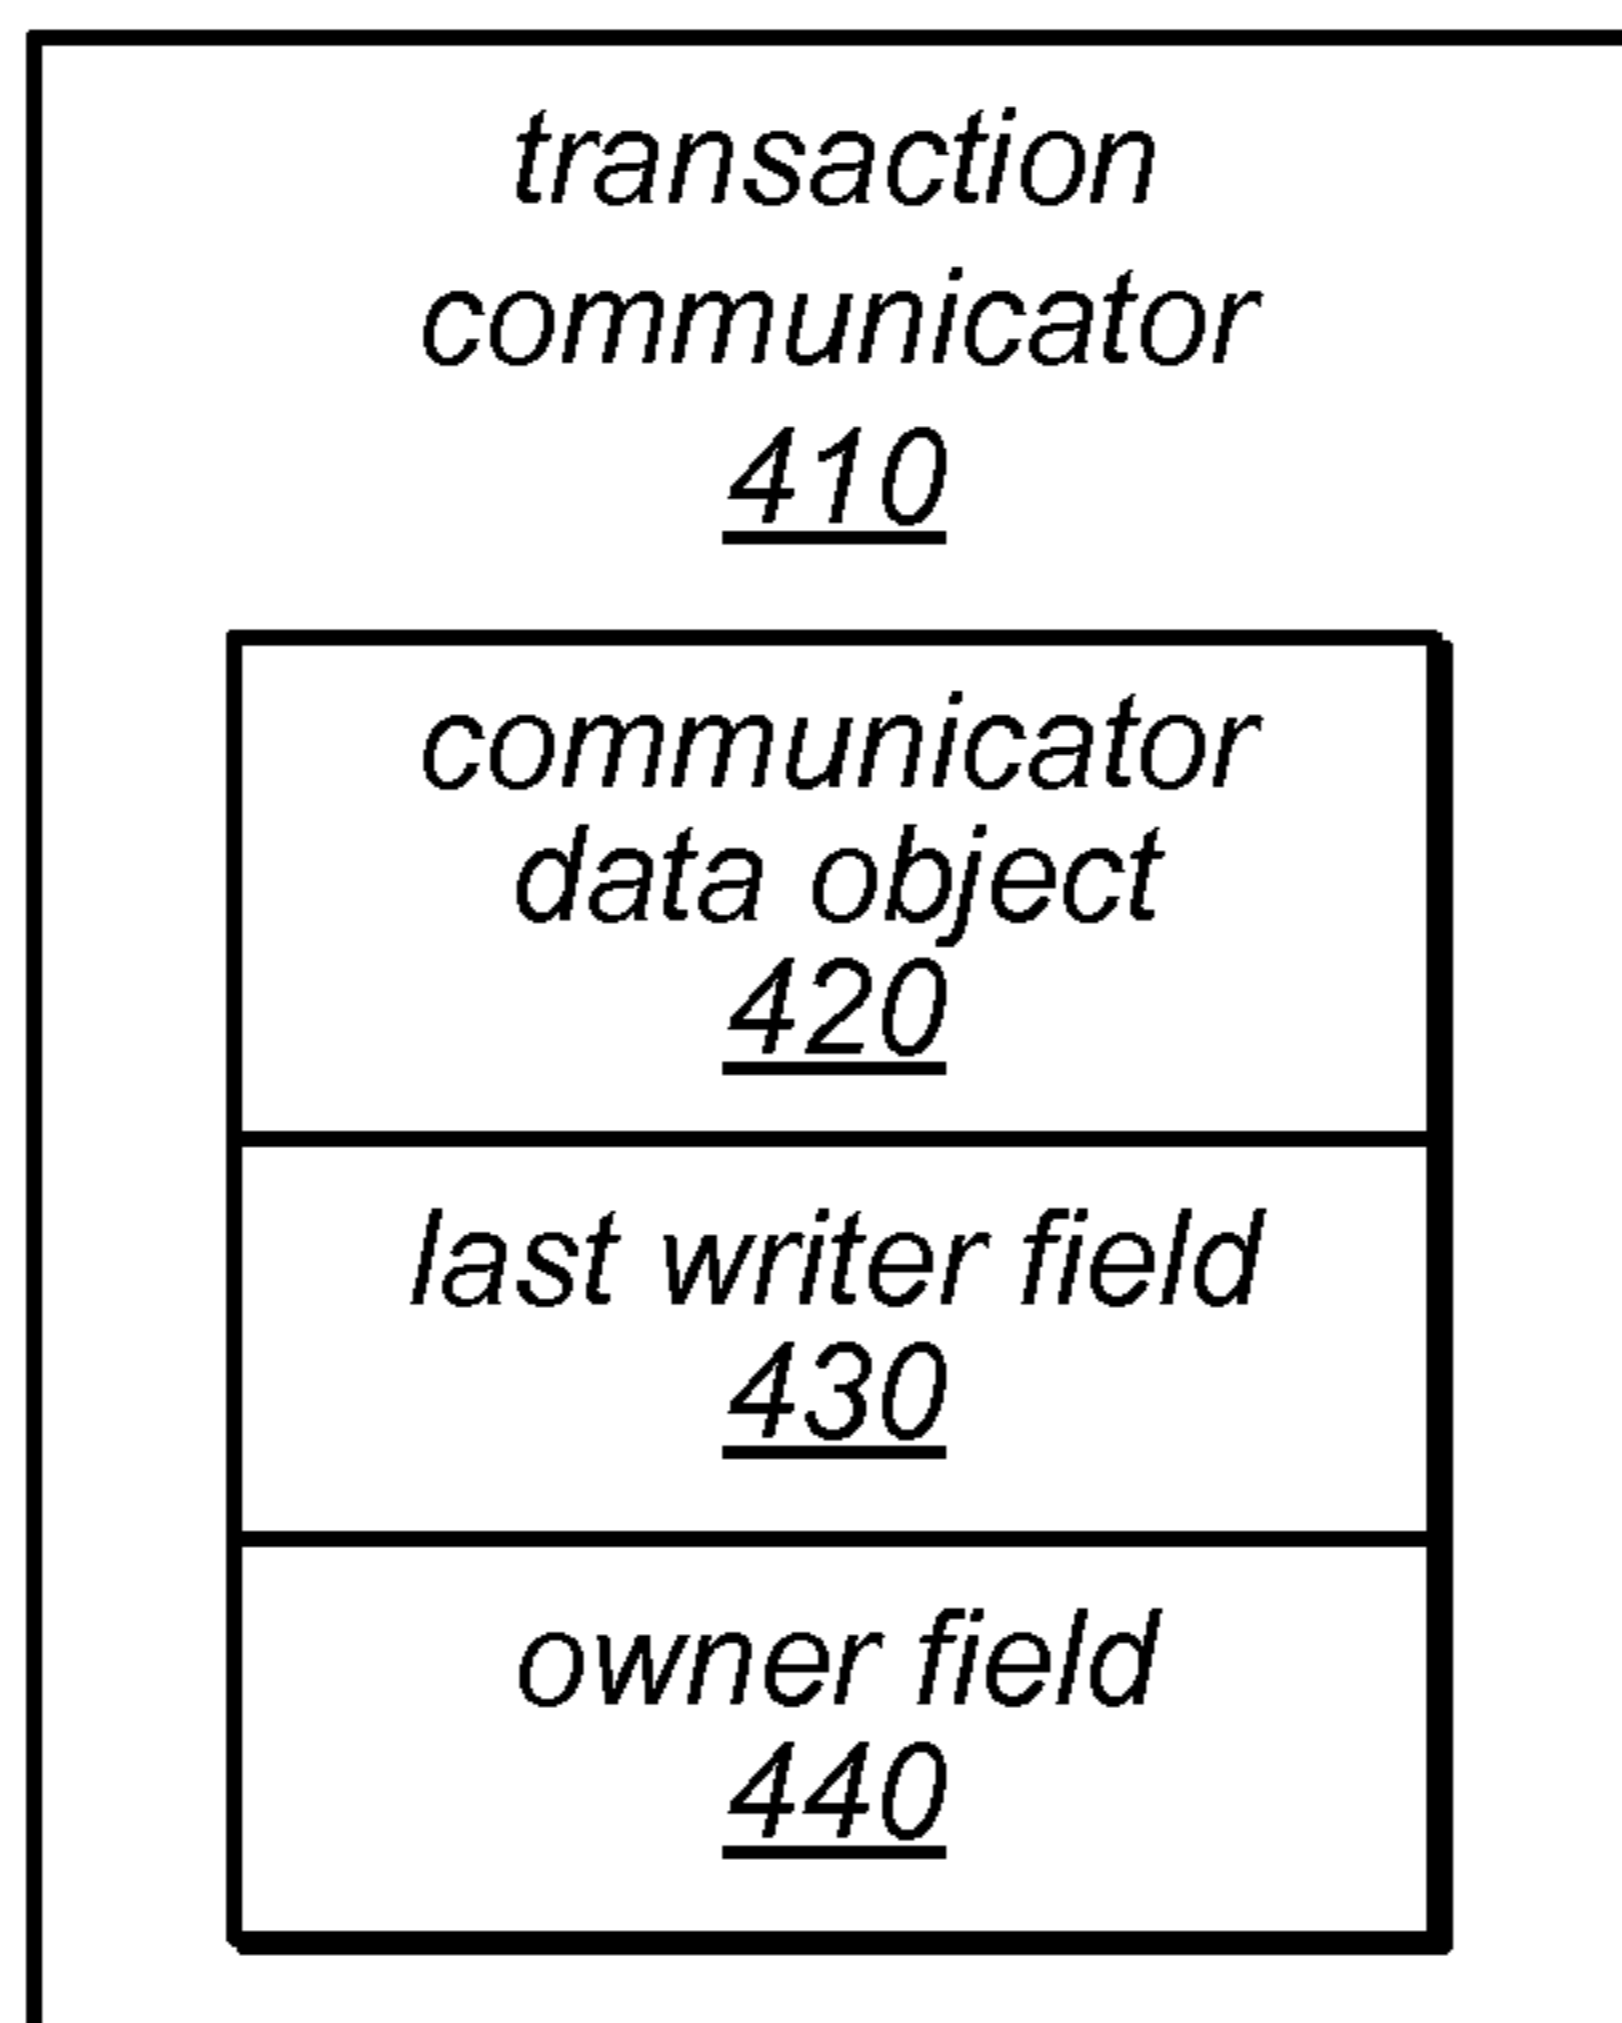 transaction
communicator
410
communicator
data object
420
last writer field
430
owner field
440